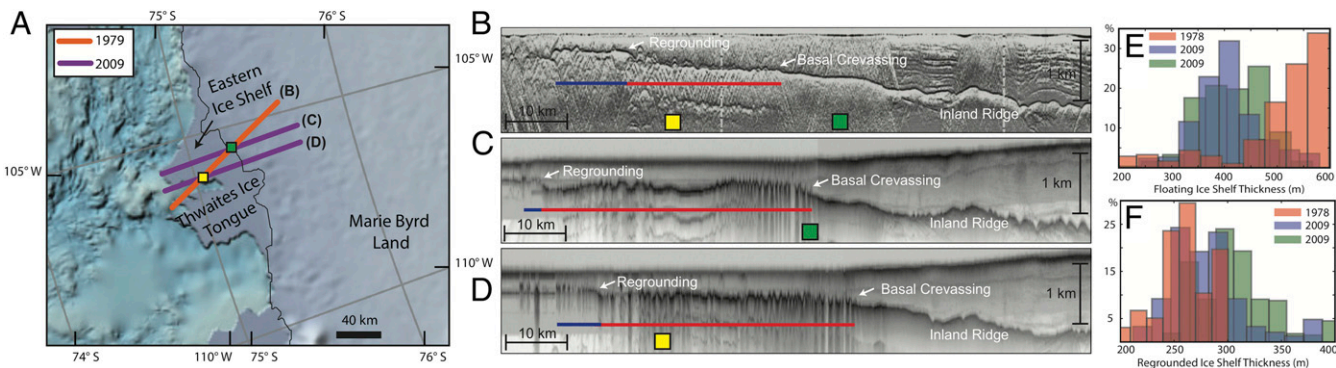 A
75° S
76° S
1979
2009
105° W
Eastern
Ice Shelf
(B)
(C)
(D)
105° W
Thwaites Ice
Tongue
Marie Byrd
Land
110° W
40 km
74° S
110° W
75° S
76° S
B
Regrounding
Basal Crevassing
1 km
10 km
Inland Ridge
C
Basal Crevassing
1 km
10 km
Inland Ridge
D
Regrounding
Basal Crevassing
1 km
10 km
Inland Ridge
E
%
30
20
10
1978
2009
2009
200
300
400
500
600
Floating Ice Shelf Thickness (m)
F
%
25
15
5
1978
2009
2009
200
250
300
350
400
Regrounded Ice Shelf Thickness (m)